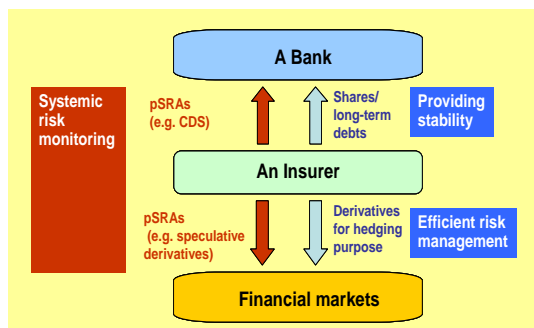 A Bank
Systemic
risk
monitoring
pSRAs
(e.g. CDS)
Shares/
long-term
debts
Providing
stability
An Insurer
pSRAs
(e.g. speculative
derivatives)
Derivatives
for hedging
purpose
Efficient risk
management
Financial markets